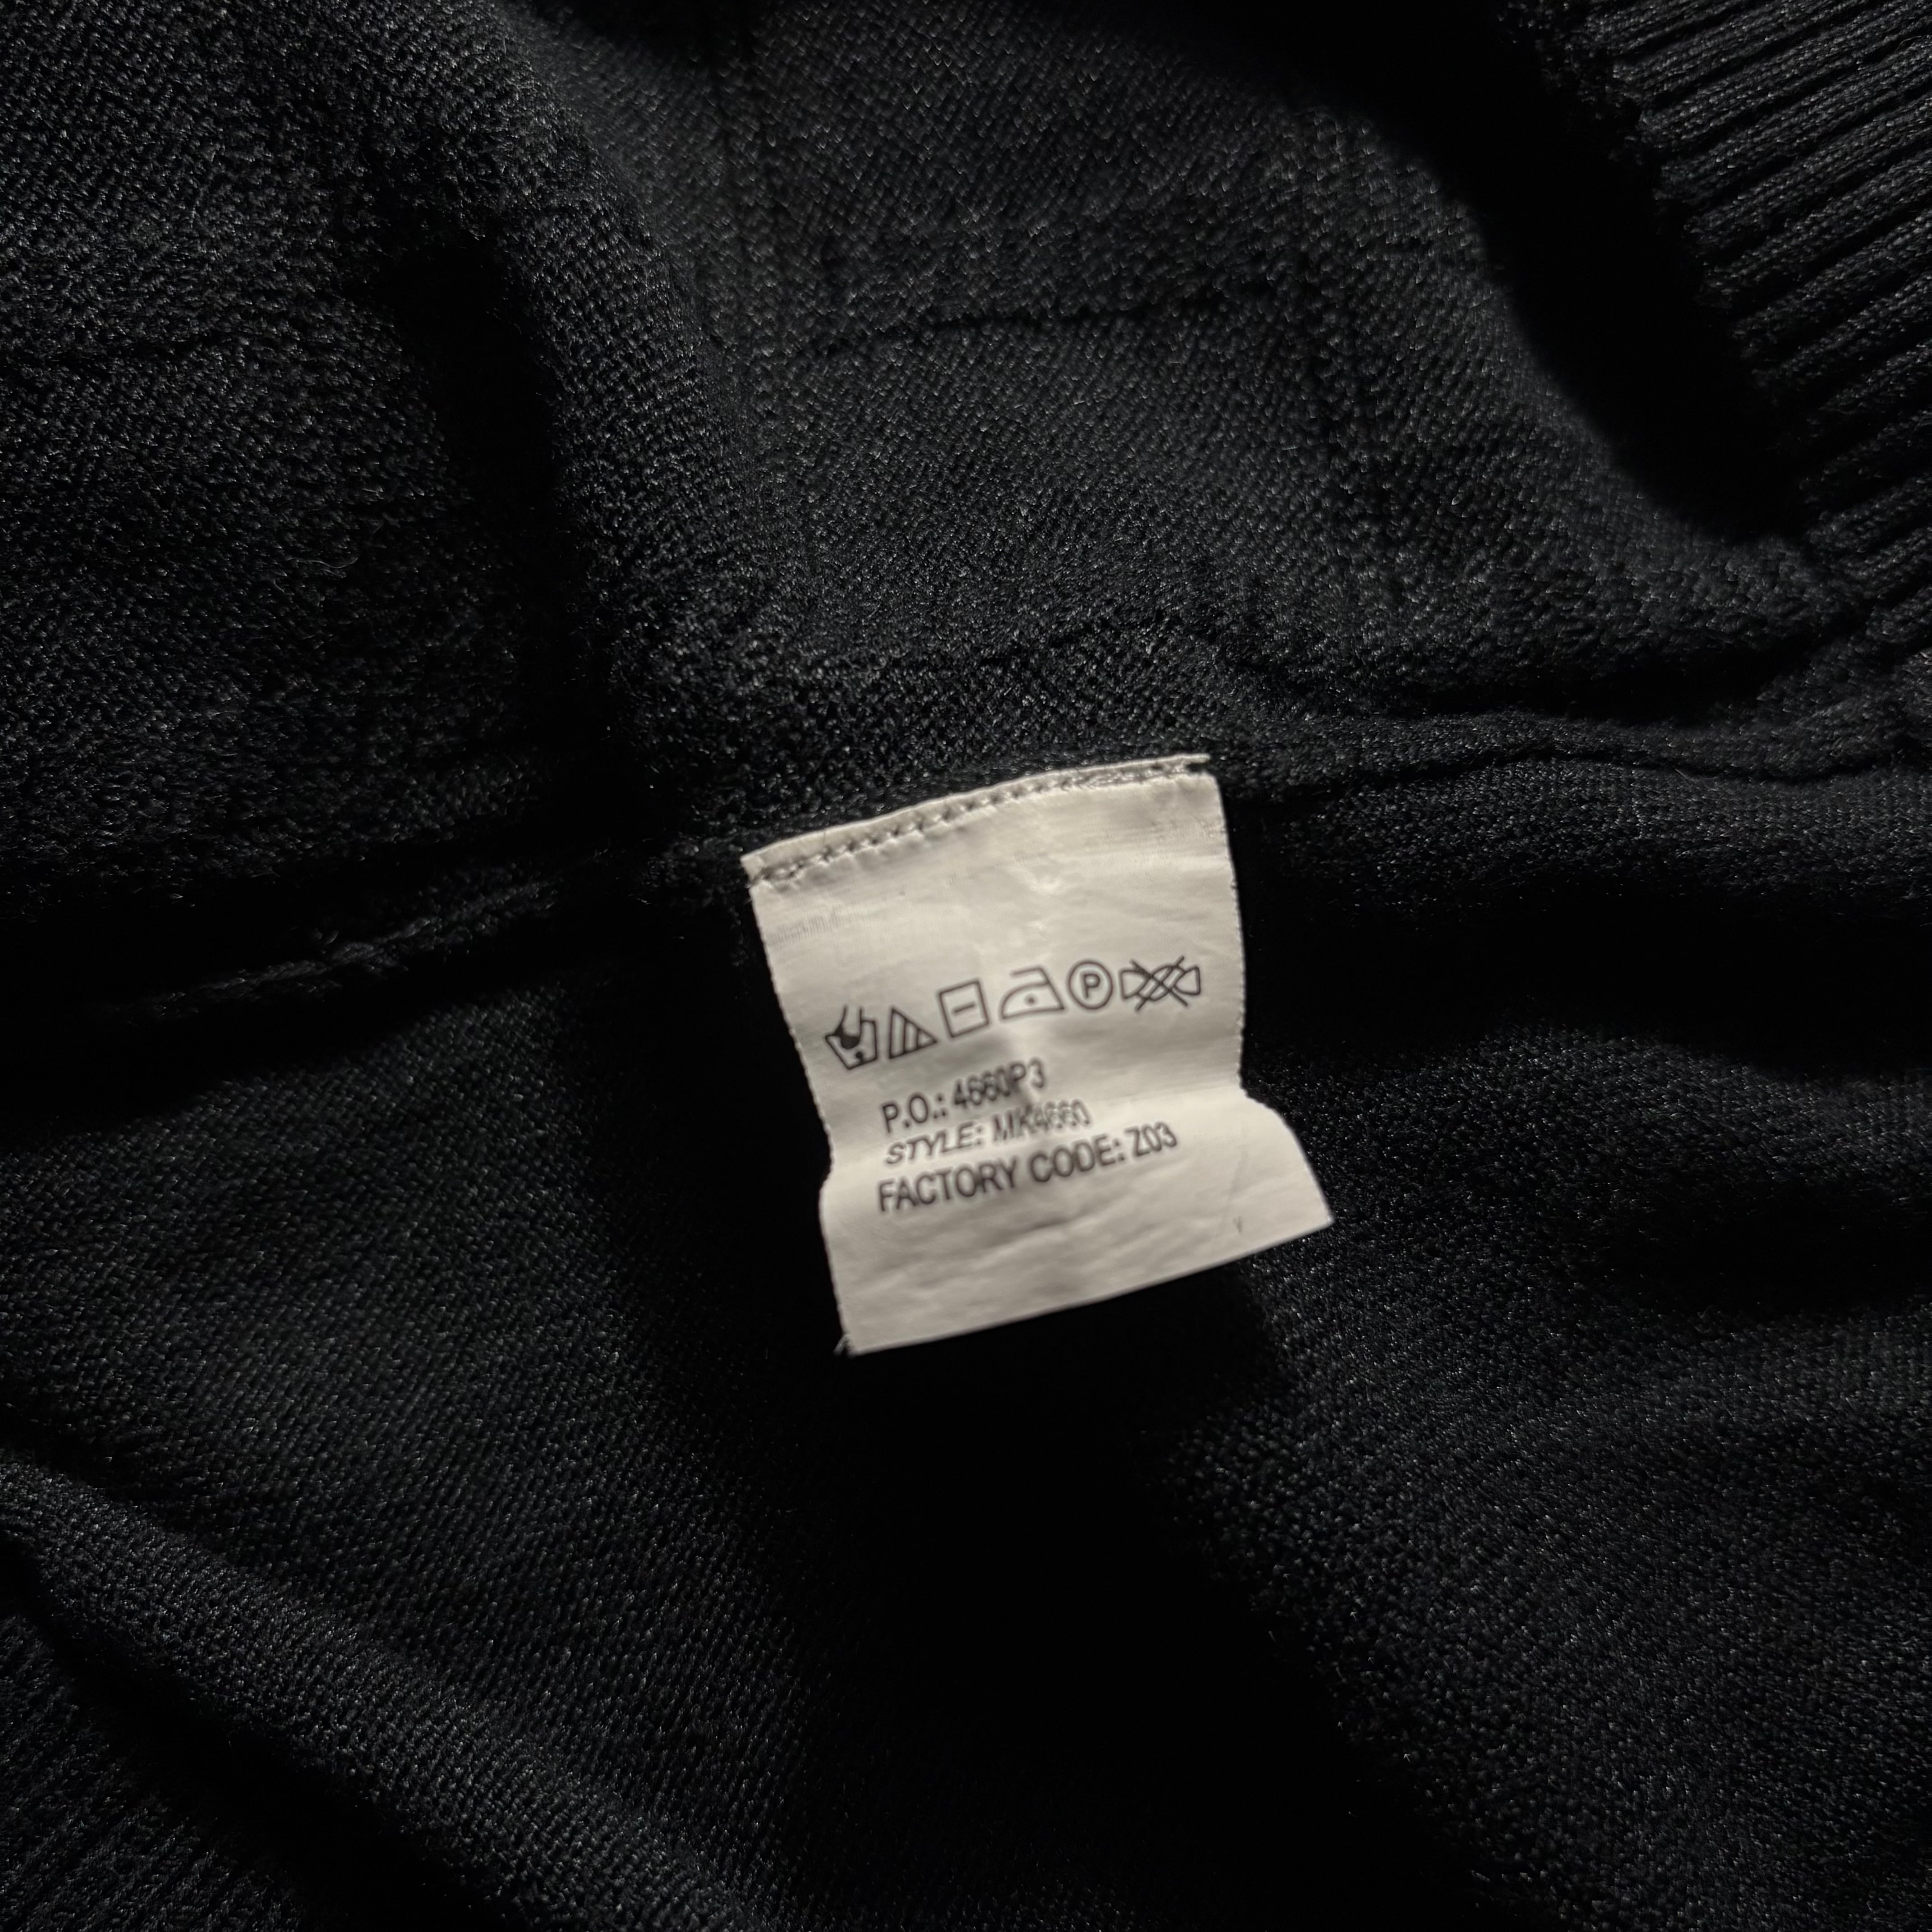 P
P.O.: 4660P3
STYLE: MK4660
FACTORY CODE: Z03